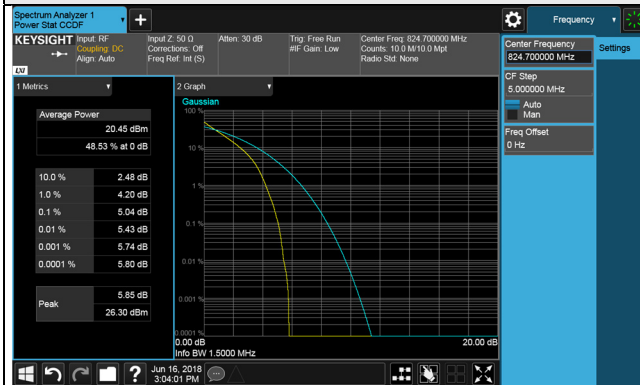 Spectrum Analyzer 1
Power Stat CCDF
Frequency
KEYSIGHT
Input: RF
Coupling: DC
Align: Auto
Input Z: 50 Ω
Corrections: Off
Freq Ref: Int (S)
Atten: 30 dB
Trig: Free Run
#IF Gain: Low
Center Freq: 824.700000 MHz
Counts: 10.0 M/10.0 Mpt
Radio Std: None
LXI
Center Frequency
824.700000 MHz
Settings
CF Step
5.000000 MHz
Auto
Man
Freq Offset
0 Hz
1 Metrics
Average Power
20.45 dBm
48.53 % at 0 dB
10.0 % 2.48 dB
1.0 % 4.20 dB
0.1 % 5.04 dB
0.01 % 5.43 dB
0.001 % 5.74 dB
0.0001 % 5.80 dB
Peak 5.85 dB
26.30 dBm
2 Graph
Gaussian
100 %
10 %
1 %
0.1 %
0.01 %
0.001 %
0.0001 %
0.00 dB 20.00 dB
Info BW 1.5000 MHz
?
Jun 16, 2018
3:04:01 PM